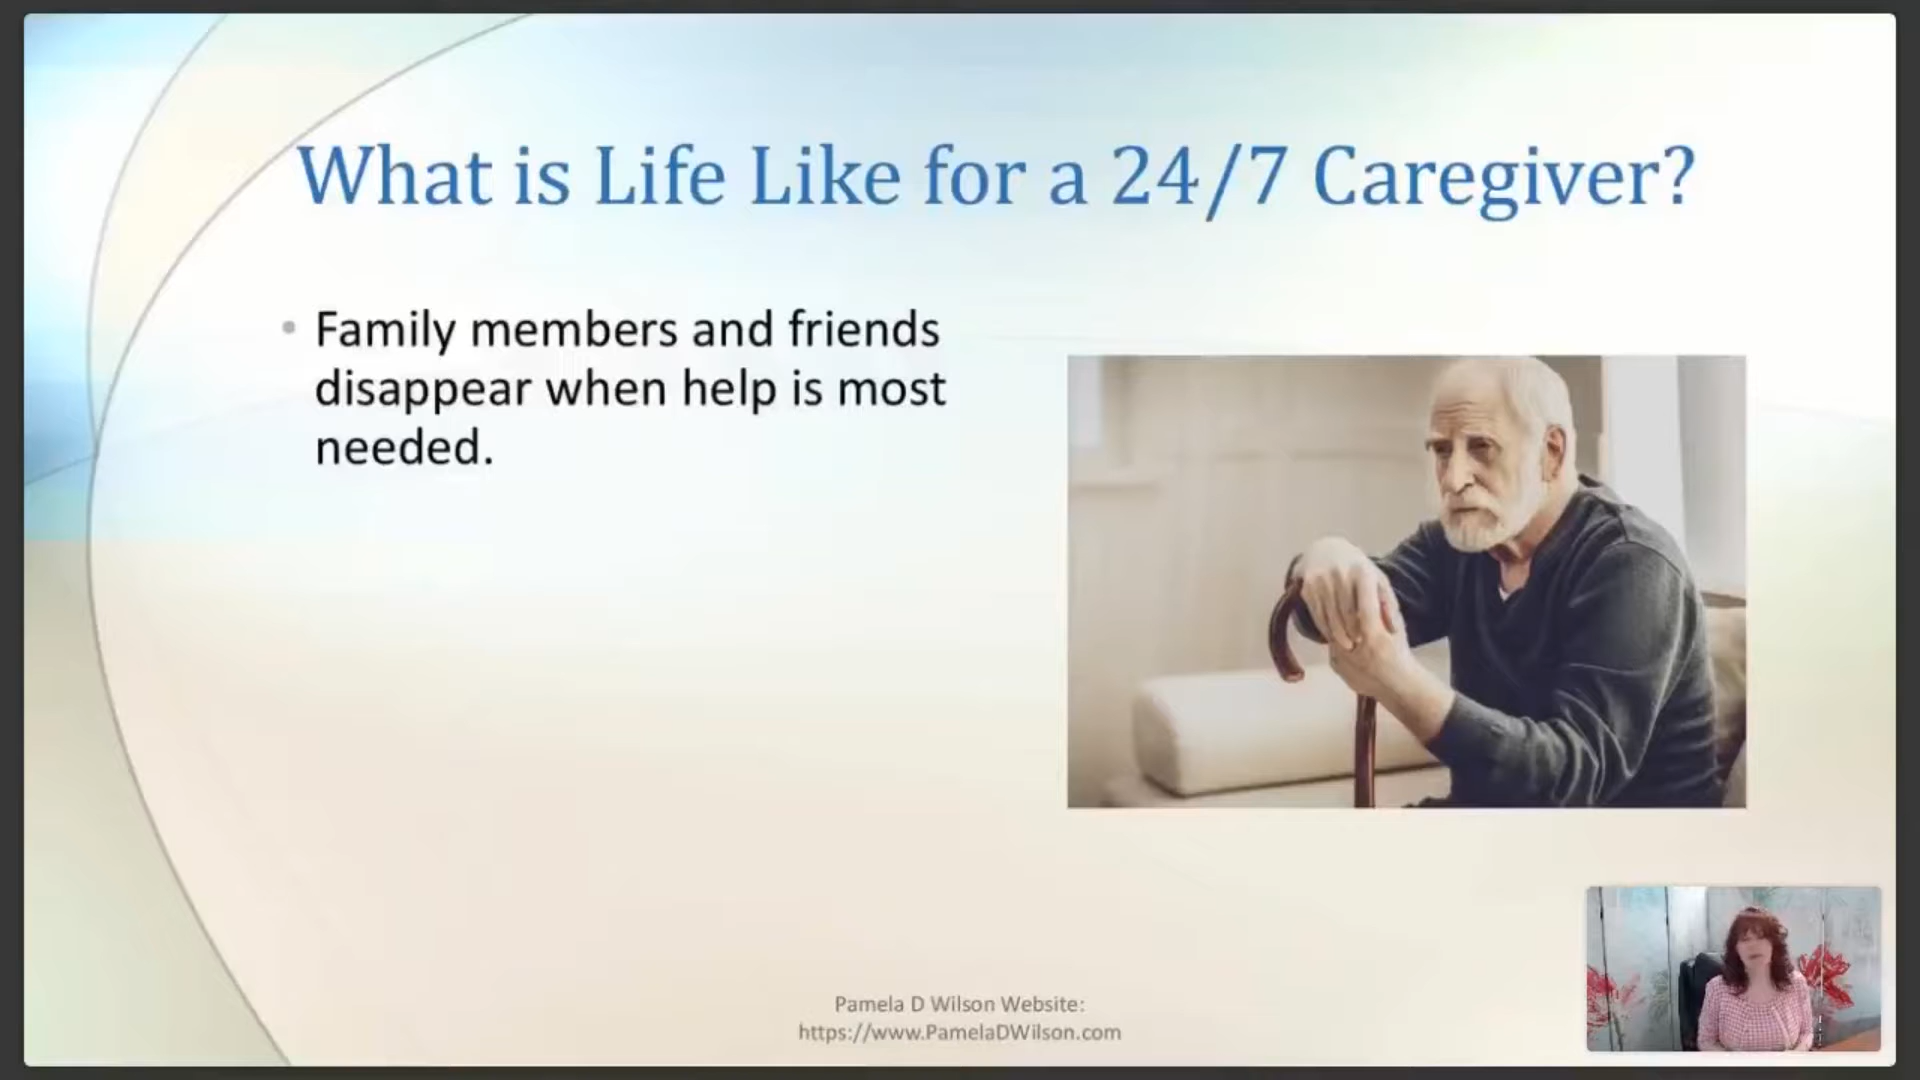 What is Life Like for a 24/7 Caregiver?
• Family members and friends
disappear when help is most
needed.
Pamela D Wilson Website:
https://www.PamelaDWilson.com